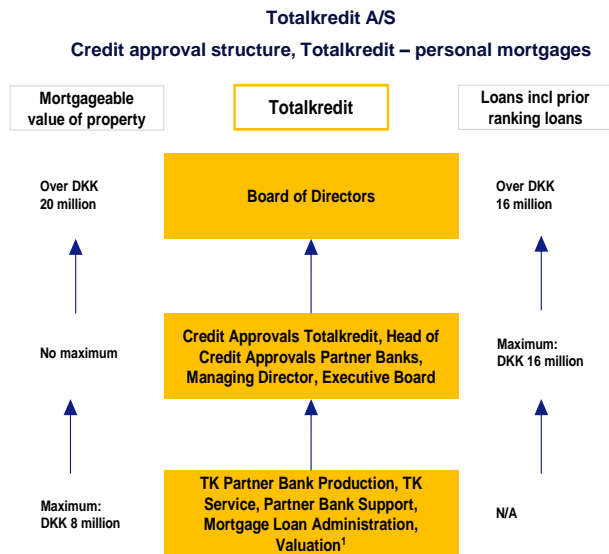 Totalkredit A/S
Credit approval structure, Totalkredit – personal mortgages
Mortgageable
value of property
Totalkredit
Loans incl prior
ranking loans
Over DKK
20 million
Board of Directors
Over DKK
16 million
No maximum
Credit Approvals Totalkredit, Head of
Credit Approvals Partner Banks,
Managing Director, Executive Board
Maximum:
DKK 16 million
Maximum:
DKK 8 million
TK Partner Bank Production, TK
Service, Partner Bank Support,
Mortgage Loan Administration,
Valuation¹
N/A